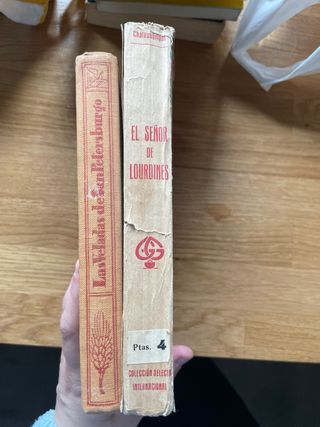 Las Veladas de San Petersburgo
EL SEÑOR
DE
LOURDINES
Ptas. 4
COLECCIÓN SELECTA
INTERNACIONAL